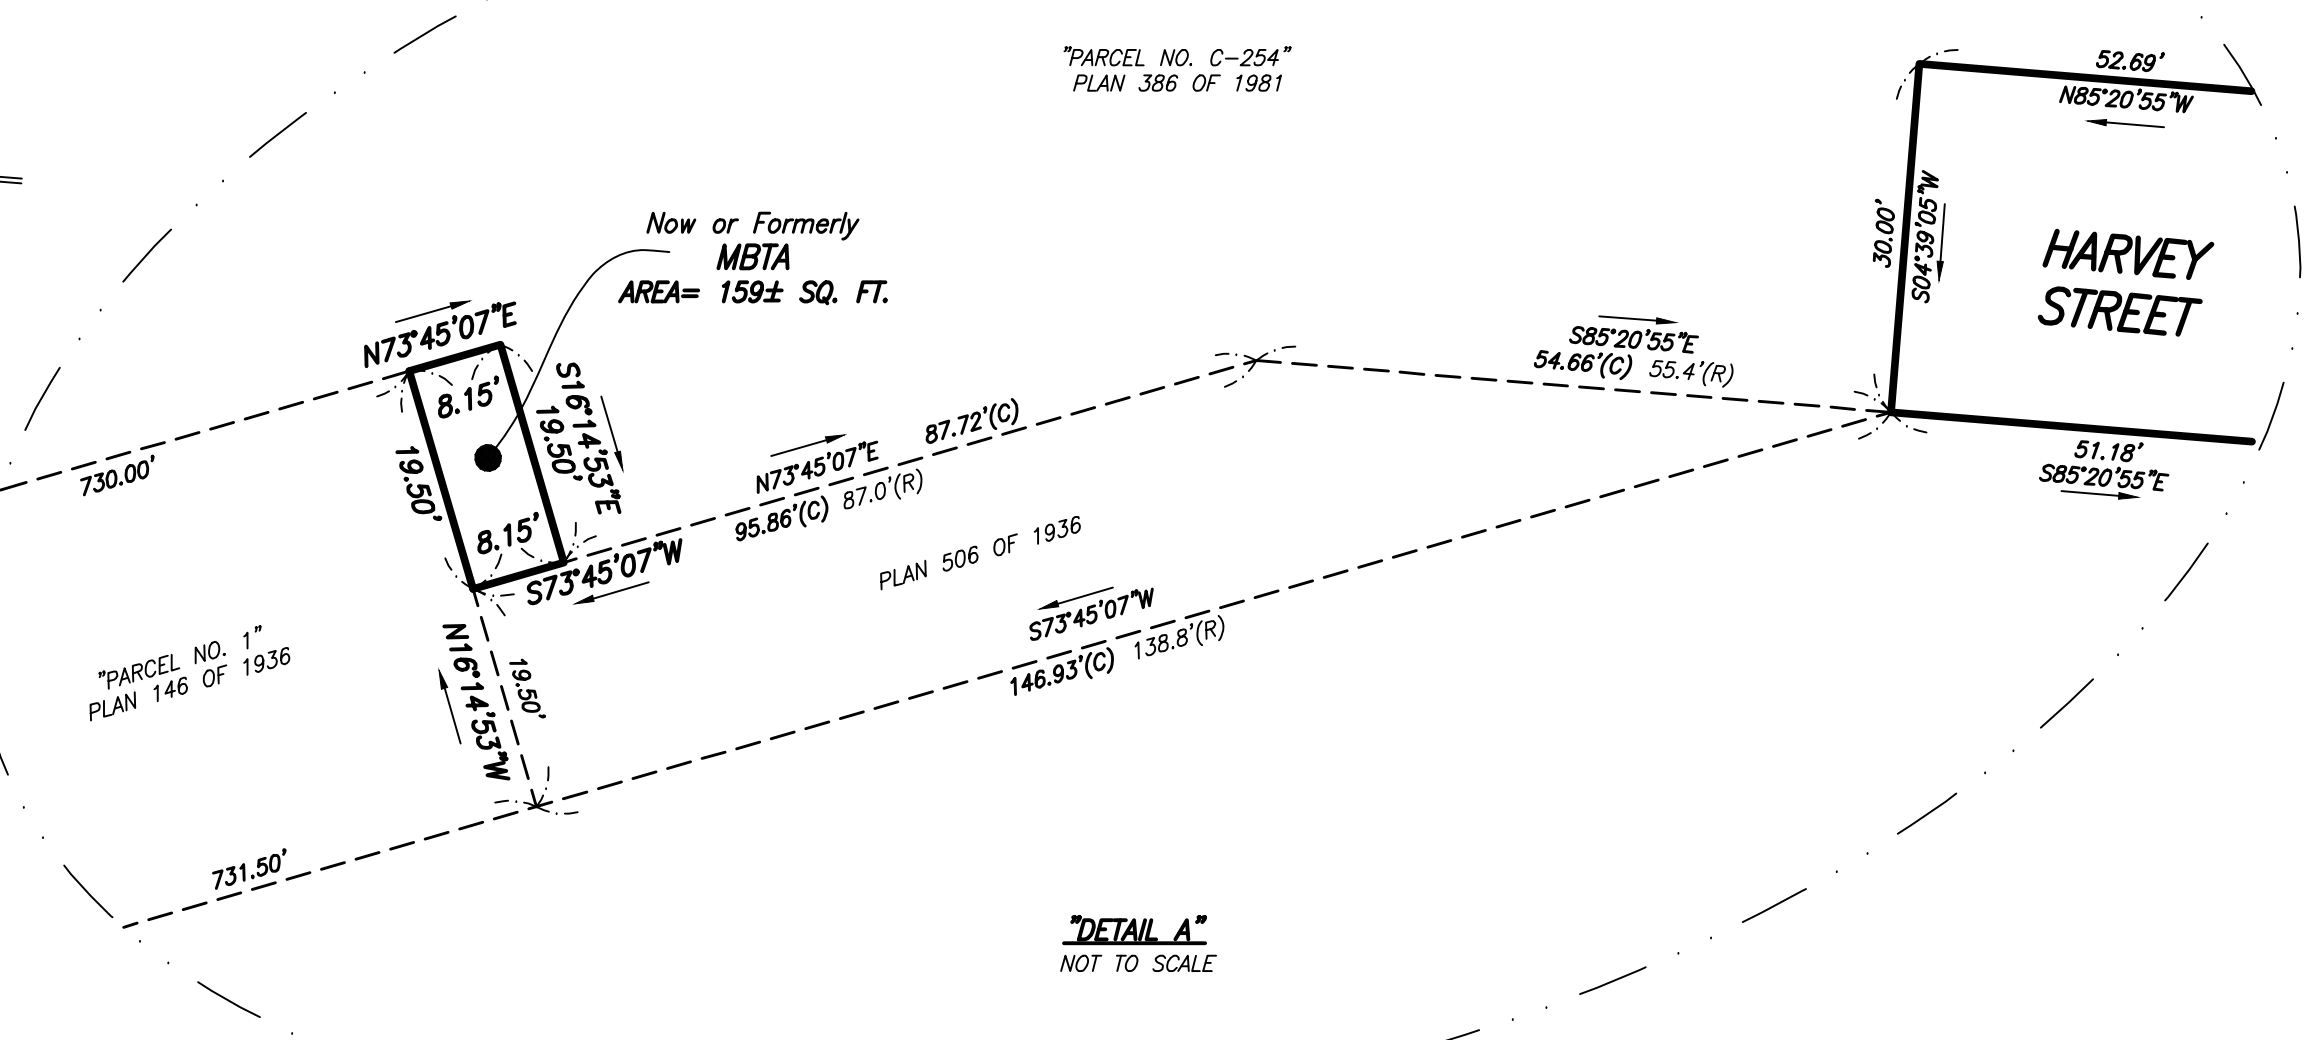 "PARCEL NO. C-254"
PLAN 386 OF 1981
52.69'
N85°20'55"W
30.00'
S04°39'05"W
HARVEY
STREET
Now or Formerly
MBTA
AREA= 159± SQ. FT.
N73°45'07"E
8.15'
S16°14'53"E
19.50'
19.50'
8.15'
S73°45'07"W
730.00'
S85°20'55"E
54.66'(C) 55.4'(R)
87.72'(C)
N73°45'07"E
95.86'(C) 87.0'(R)
51.18'
S85°20'55"E
PLAN 506 OF 1936
S73°45'07"W
146.93'(C) 138.8'(R)
N16°14'53"W
19.50'
"PARCEL NO. 1"
PLAN 146 OF 1936
731.50'
"DETAIL A"
NOT TO SCALE